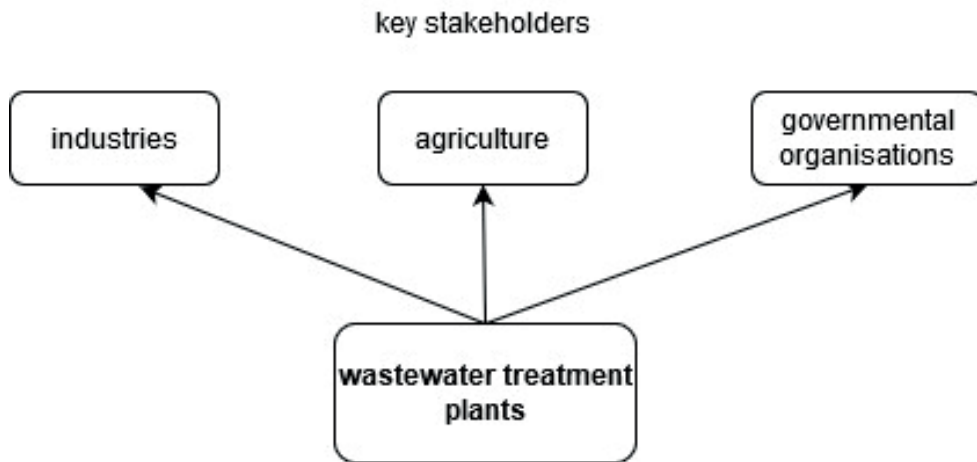 key stakeholders
industries
agriculture
governmental
organisations
wastewater treatment
plants